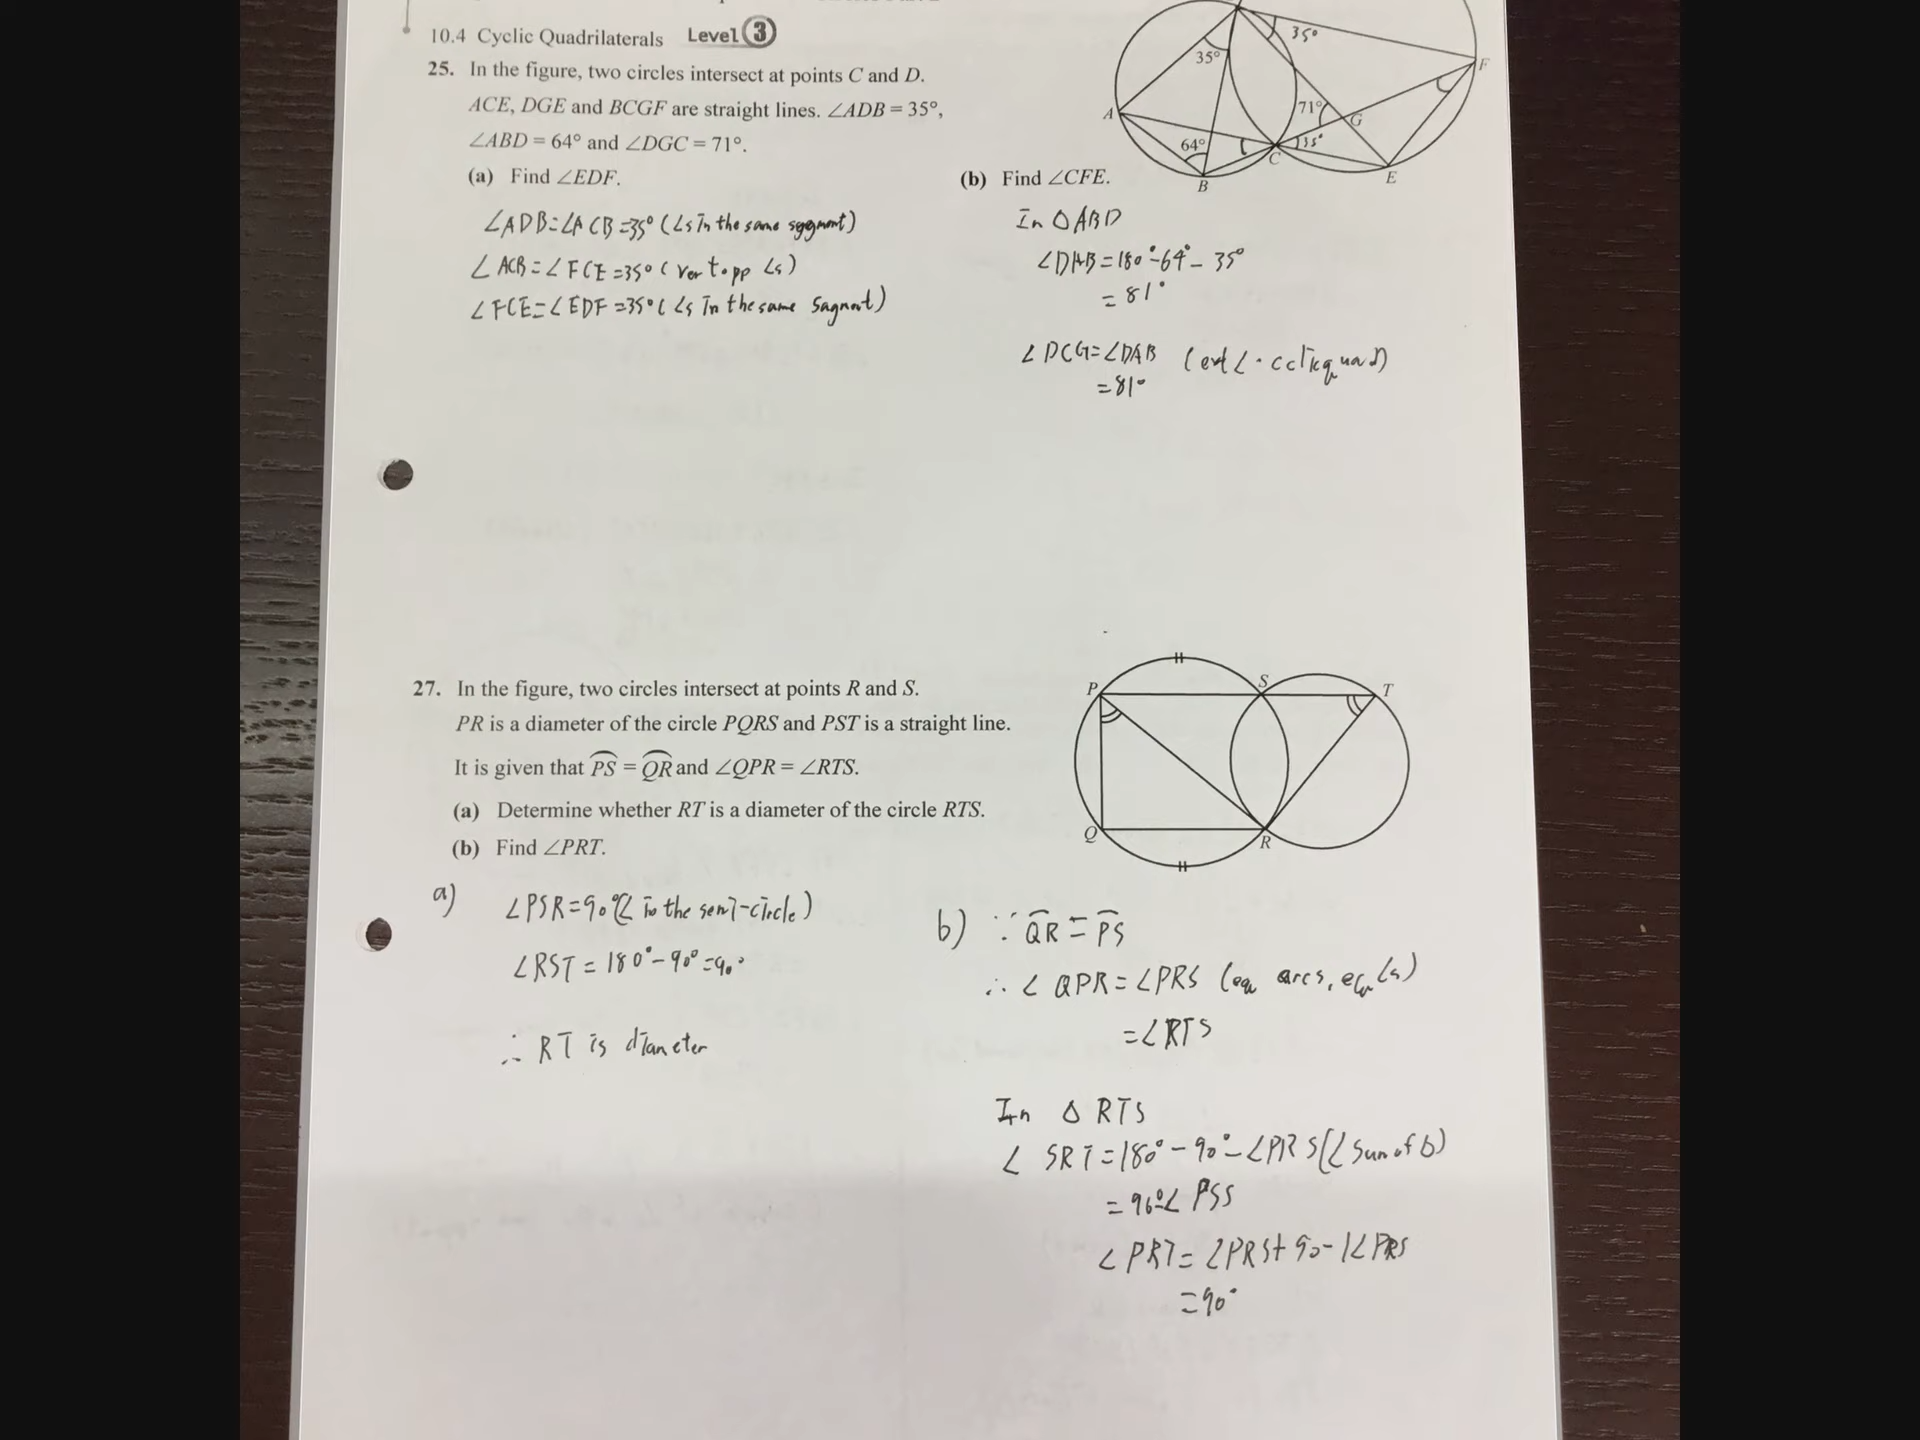 10.4 Cyclic Quadrilaterals Level 3
25. In the figure, two circles intersect at points C and D.
ACE, DGE and BCGF are straight lines. ∠ADB = 35°,
∠ABD = 64° and ∠DGC = 71°.
(a) Find ∠EDF.
(b) Find ∠CFE.
35°
35°
F
A
71°
G
64°
35°
C
B
E
∠ADB=∠ACB=35° (∠s in the same sygment)
∠ACB=∠FCE=35° (vert opp ∠s)
∠FCE=∠EDF=35° (∠s in the same sagment)
In △ABD
∠DAB=180°-64°-35°
=81°
∠DCG=∠DAB (ext ∠. quad)
=81°
27. In the figure, two circles intersect at points R and S.
PR is a diameter of the circle PQRS and PST is a straight line.
It is given that P͡S = Q͡R and ∠QPR = ∠RTS.
(a) Determine whether RT is a diameter of the circle RTS.
(b) Find ∠PRT.
P
S
T
Q
R
a) ∠PSR=90° (∠ in the semi-circle)
∠RST=180°-90°=90°
∴ RT is diameter
b) ∵ Q͡R = P͡S
∴ ∠QPR=∠PRS (eq arcs, eq ∠s)
=∠RTS
In △ RTS
∠SRT=180°-90°-∠PRS (∠ sum of △)
∠PRT=∠PRS+90-∠PRS
=90°